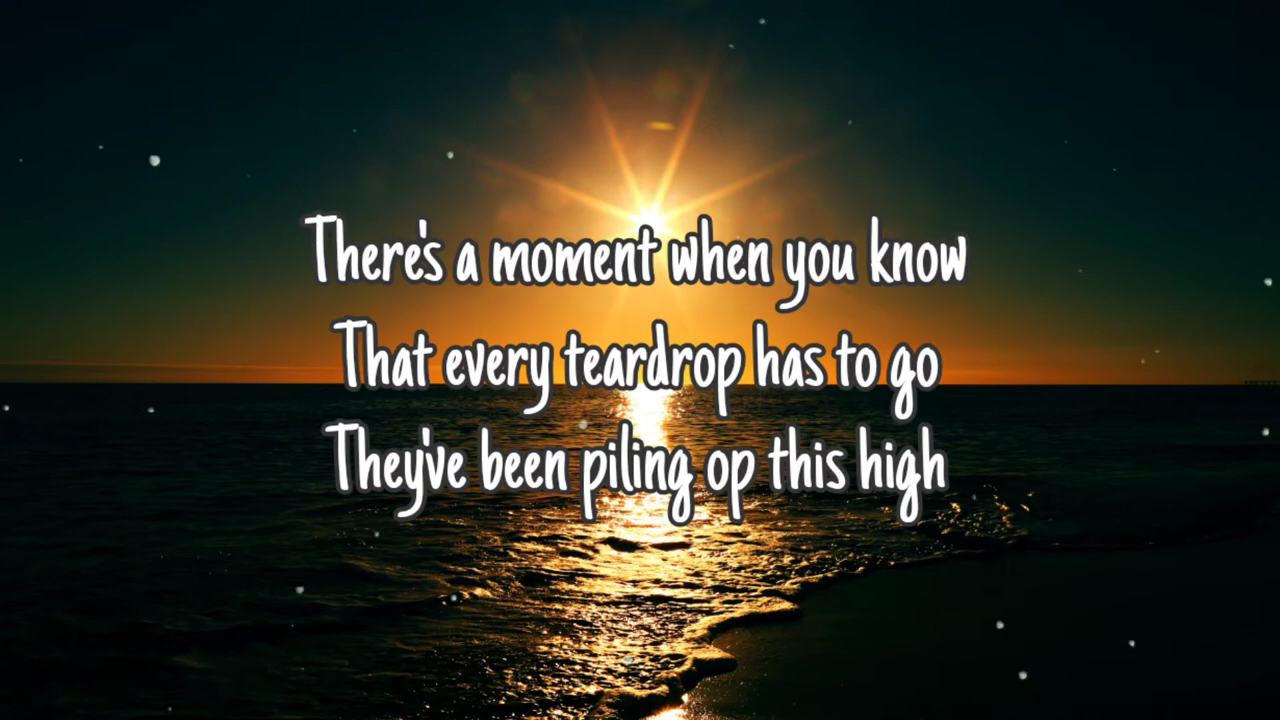 There's a moment when you know
That every teardrop has to go
They've been piling op this high